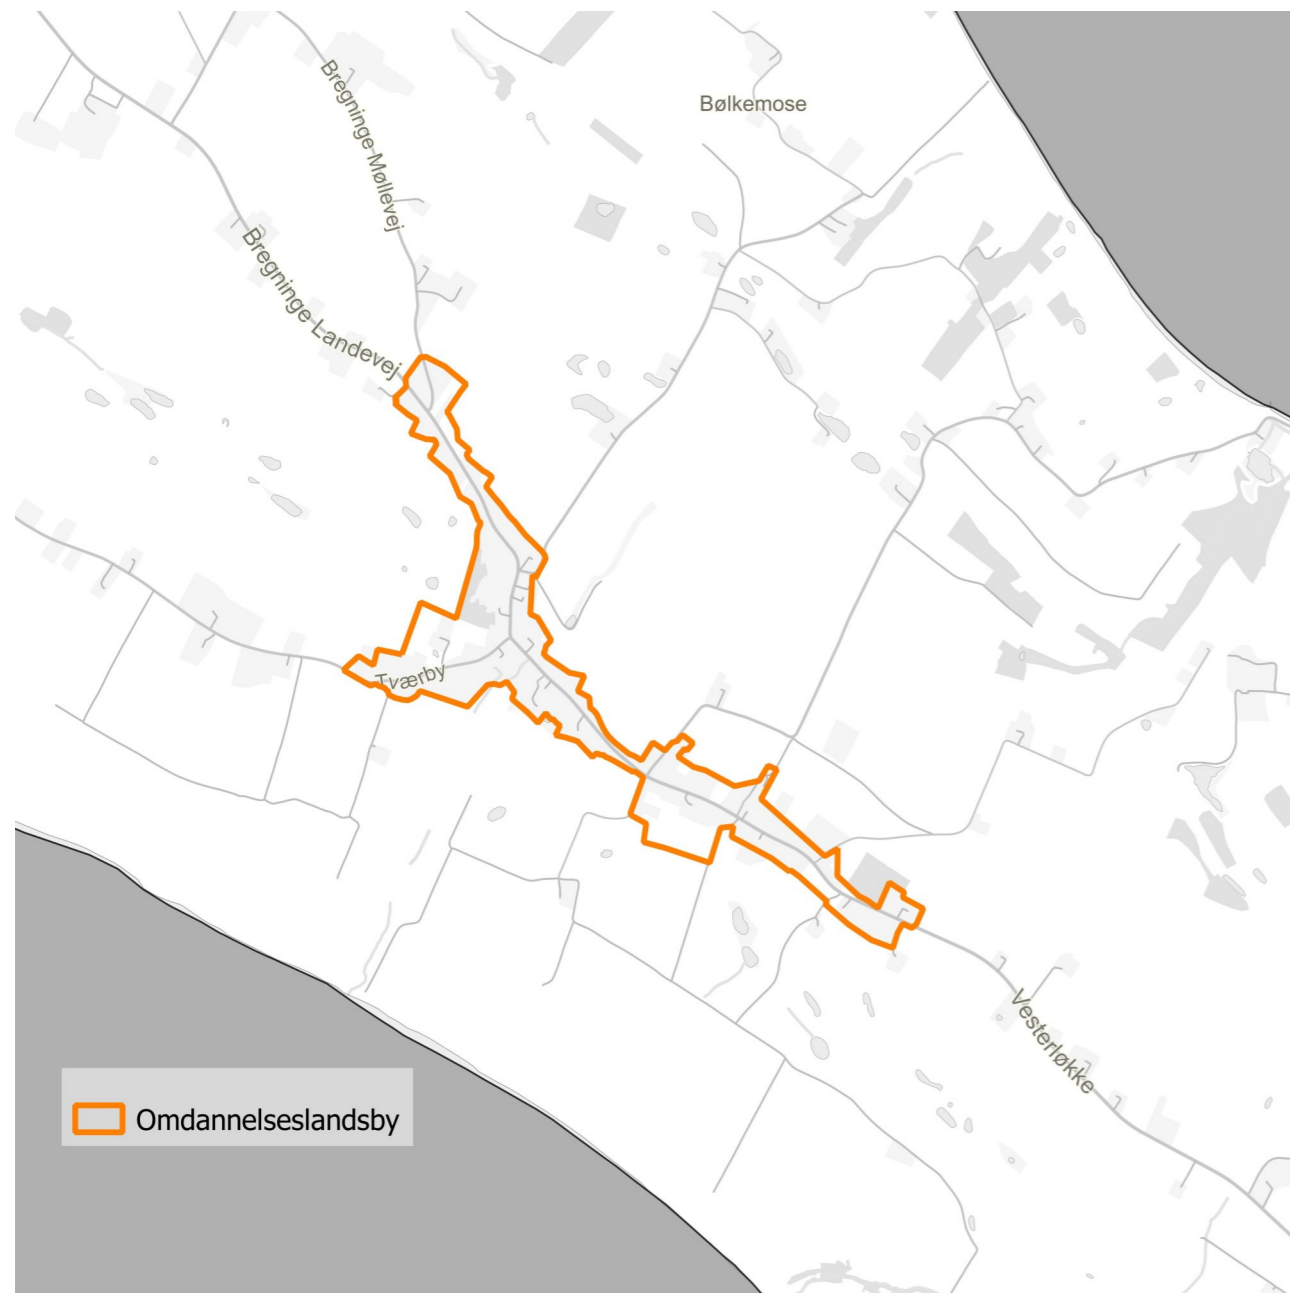 Bregninge Møllevej
Bølkemose
Bregninge Landevej
Tværby
Vesterløkke
Omdannelseslandsby